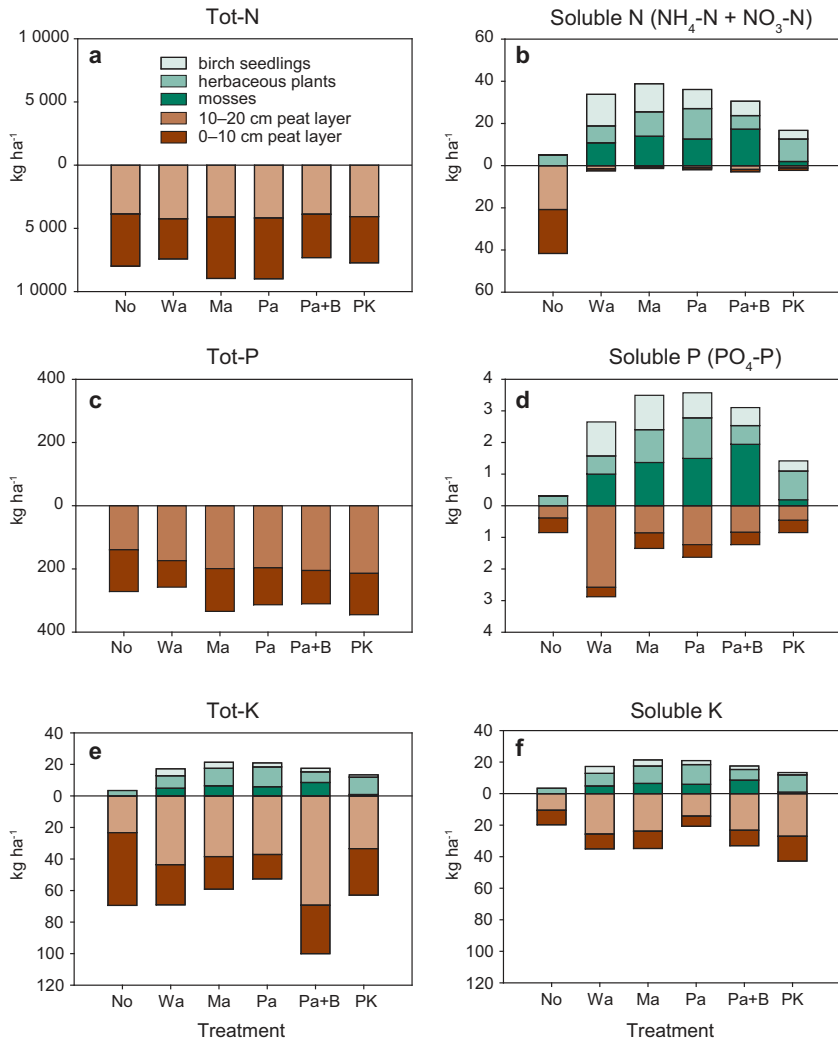 Tot-N
a
1 0000
5 000
0
5 000
1 0000
kg ha-1
birch seedlings
herbaceous plants
mosses
10–20 cm peat layer
0–10 cm peat layer
No Wa Ma Pa Pa+B PK
Soluble N (NH4-N + NO3-N)
b
60
40
20
0
20
40
60
kg ha-1
No Wa Ma Pa Pa+B PK
Tot-P
c
400
200
0
200
400
kg ha-1
No Wa Ma Pa Pa+B PK
Soluble P (PO4-P)
d
4
3
2
1
0
1
2
3
4
kg ha-1
No Wa Ma Pa Pa+B PK
Tot-K
e
40
20
0
20
40
60
80
100
120
kg ha-1
No Wa Ma Pa Pa+B PK
Treatment
Soluble K
f
40
20
0
20
40
60
80
100
120
kg ha-1
No Wa Ma Pa Pa+B PK
Treatment